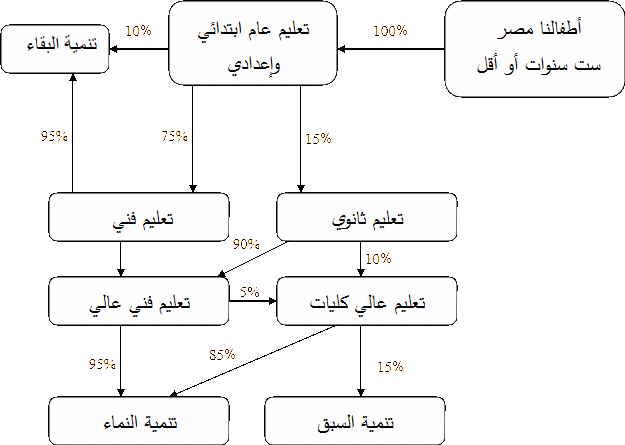 أطفالنا مصر
ست سنوات أو أقل
100%
تعليم عام ابتدائي
وإعدادي
10%
تنمية البقاء
95%
75%
15%
تعليم ثانوي
تعليم فني
90%
10%
تعليم عالي كليات
5%
تعليم فني عالي
95%
85%
15%
تنمية السبق
تنمية النماء